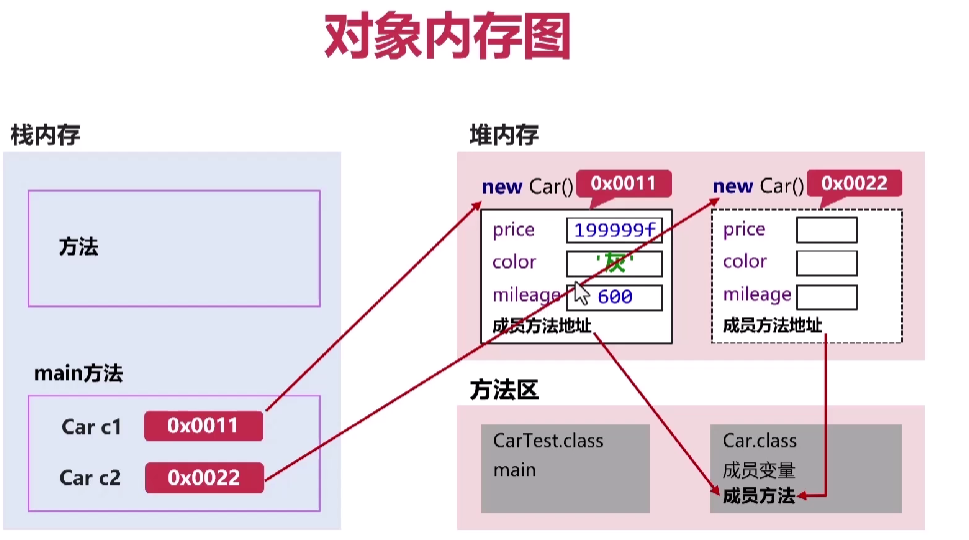 对象内存图
栈内存
方法
main方法
Car c1 0x0011
Car c2 0x0022
堆内存
new Car() 0x0011
price 199999f
color '灰'
mileage 600
成员方法地址
new Car() 0x0022
price
color
mileage
成员方法地址
方法区
CarTest.class
main
Car.class
成员变量
成员方法